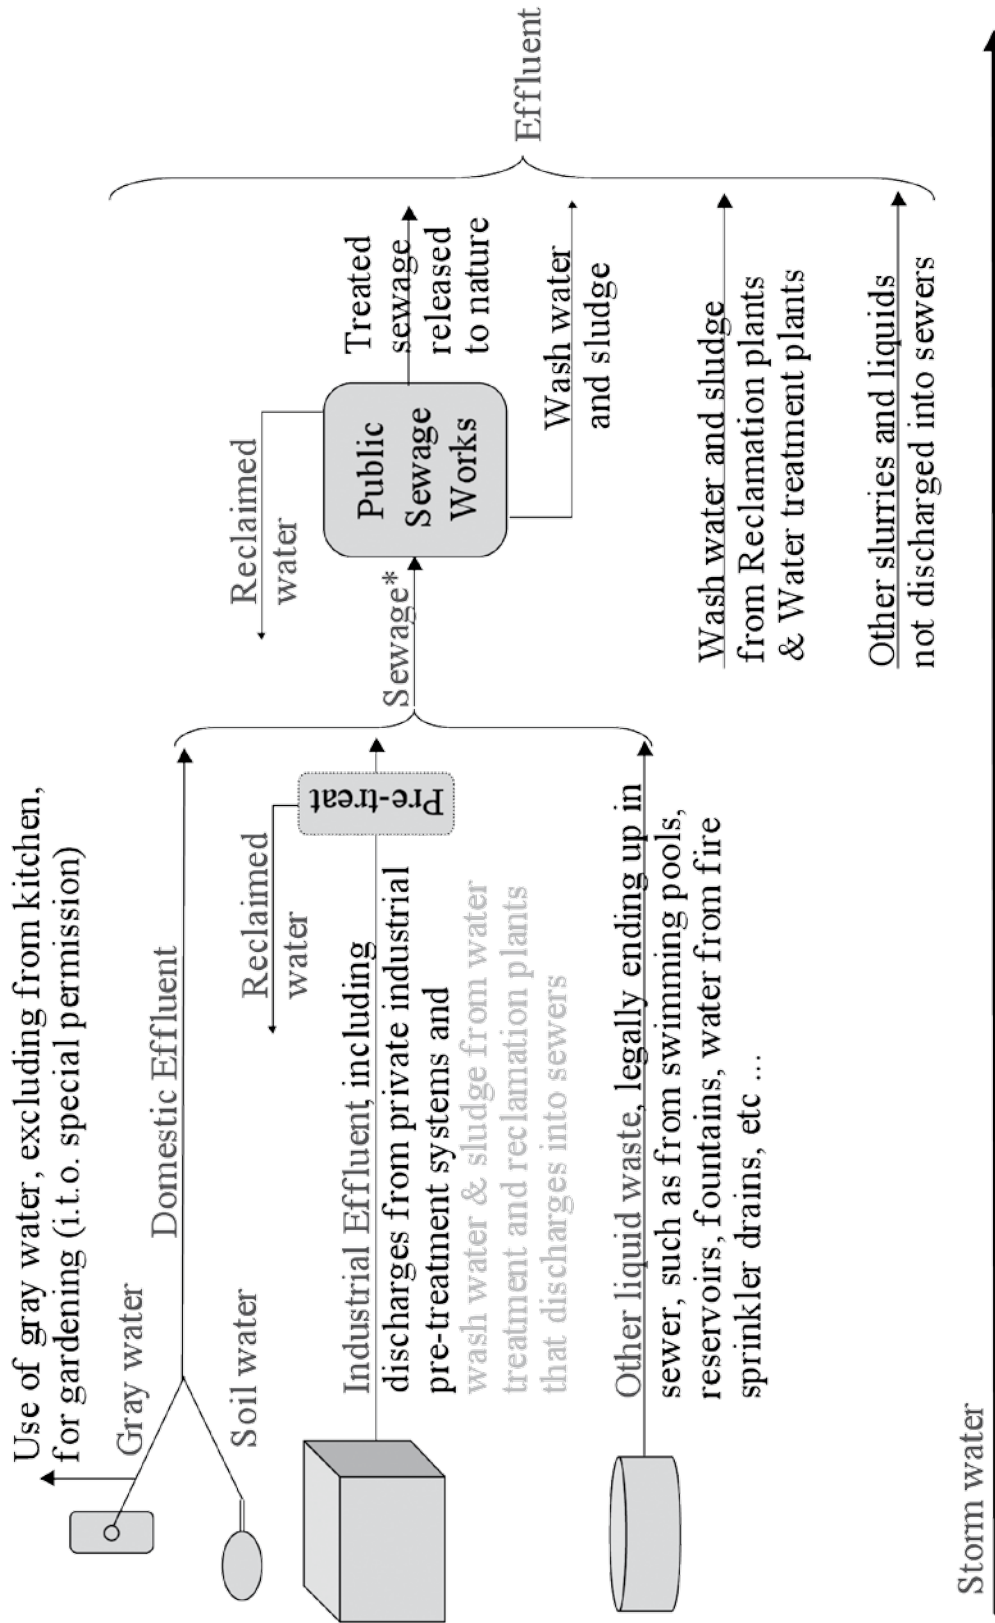 Use of gray water, excluding from kitchen,
for gardening (i.t.o. special permission)
Gray water
Domestic Effluent
Soil water
Reclaimed
water
Industrial Effluent, including
discharges from private industrial
pre-treatment systems and
wash water & sludge from water
treatment and reclamation plants
that discharges into sewers
Pre-treat
Other liquid waste, legally ending up in
sewer, such as from swimming pools,
reservoirs, fountains, water from fire
sprinkler drains, etc ...
Sewage*
Reclaimed
water
Public
Sewage
Works
Treated
sewage
released
to nature
Wash water
and sludge
Wash water and sludge
from Reclamation plants
& Water treatment plants
Other slurries and liquids
not discharged into sewers
Effluent
Storm water